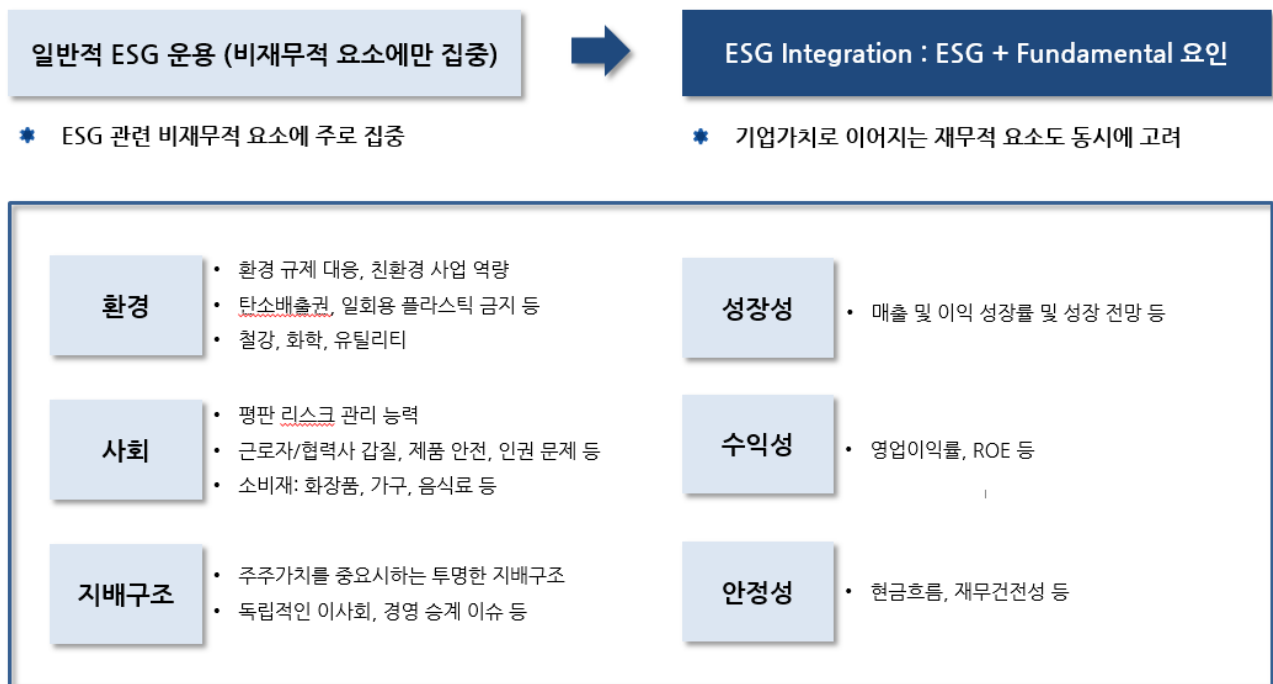 일반적 ESG 운용 (비재무적 요소에만 집중)
ESG Integration : ESG + Fundamental 요인
ESG 관련 비재무적 요소에 주로 집중
기업가치로 이어지는 재무적 요소도 동시에 고려
환경
• 환경 규제 대응, 친환경 사업 역량
• 탄소배출권, 일회용 플라스틱 금지 등
• 철강, 화학, 유틸리티
사회
• 평판 리스크 관리 능력
• 근로자/협력사 갑질, 제품 안전, 인권 문제 등
• 소비재: 화장품, 가구, 음식료 등
지배구조
• 주주가치를 중요시하는 투명한 지배구조
• 독립적인 이사회, 경영 승계 이슈 등
성장성
• 매출 및 이익 성장률 및 성장 전망 등
수익성
• 영업이익률, ROE 등
안정성
• 현금흐름, 재무건전성 등